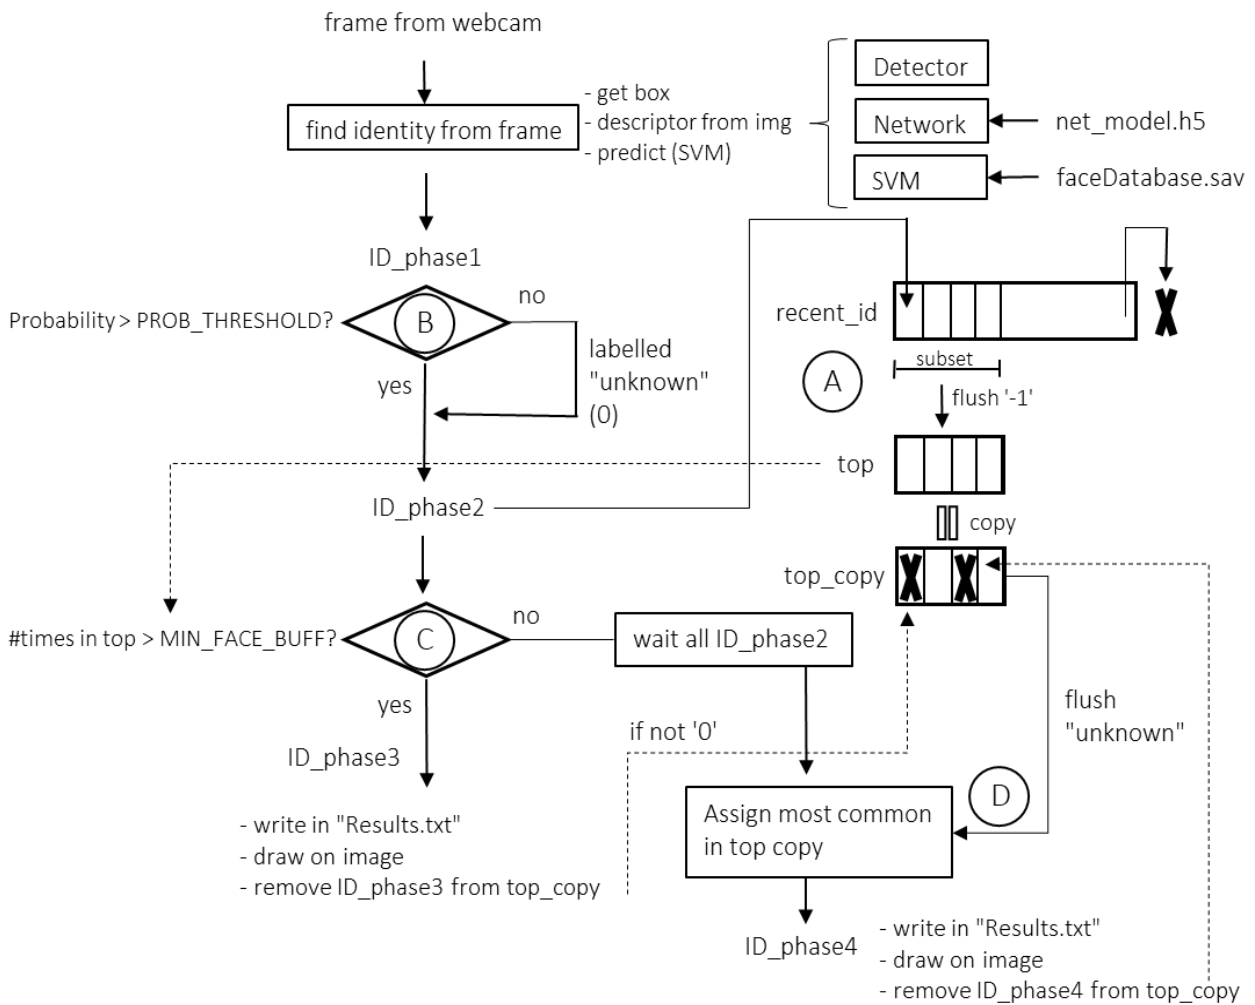 frame from webcam
find identity from frame
- get box
- descriptor from img
- predict (SVM)
Detector
Network
net_model.h5
SVM
faceDatabase.sav
ID_phase1
Probability > PROB_THRESHOLD?
B
no
yes
labelled
"unknown"
(0)
recent_id
subset
A
flush '-1'
top
ID_phase2
copy
top_copy
#times in top > MIN_FACE_BUFF?
C
no
wait all ID_phase2
yes
if not '0'
flush
"unknown"
ID_phase3
D
Assign most common
in top copy
- write in "Results.txt"
- draw on image
- remove ID_phase3 from top_copy
ID_phase4
- write in "Results.txt"
- draw on image
- remove ID_phase4 from top_copy